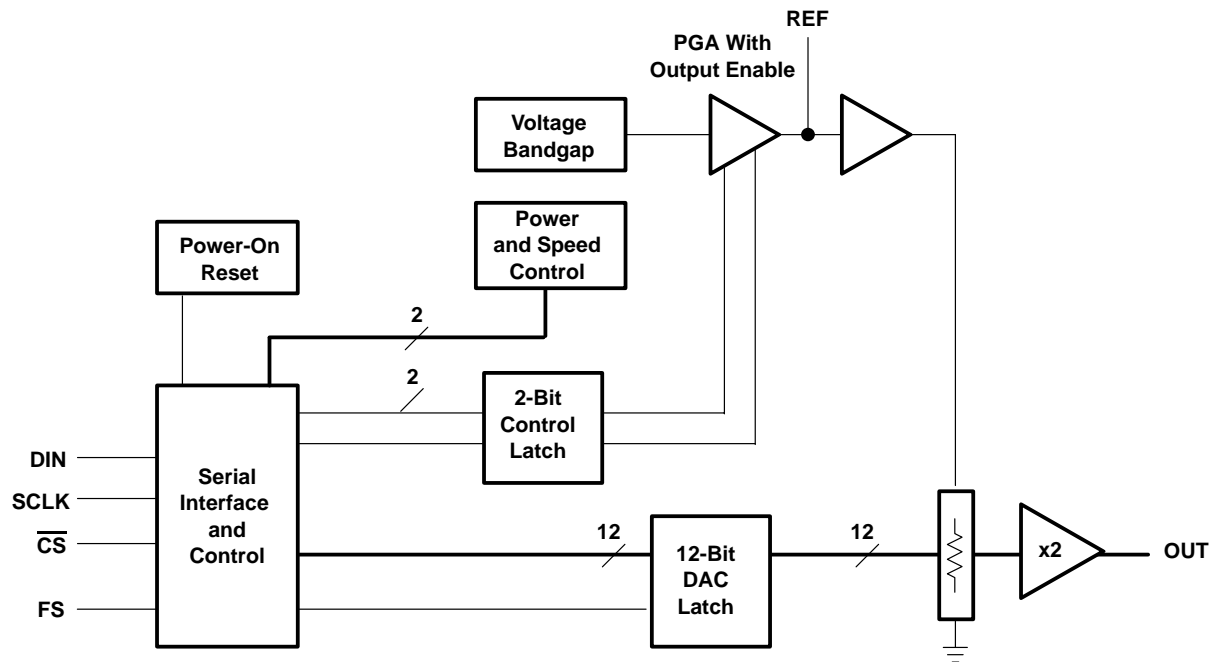 REF
PGA With
Output Enable
Voltage
Bandgap
Power
and Speed
Control
Power-On
Reset
2
2
2-Bit
Control
Latch
DIN
SCLK
CS
FS
Serial
Interface
and
Control
12
12-Bit
DAC
Latch
12
x2
OUT